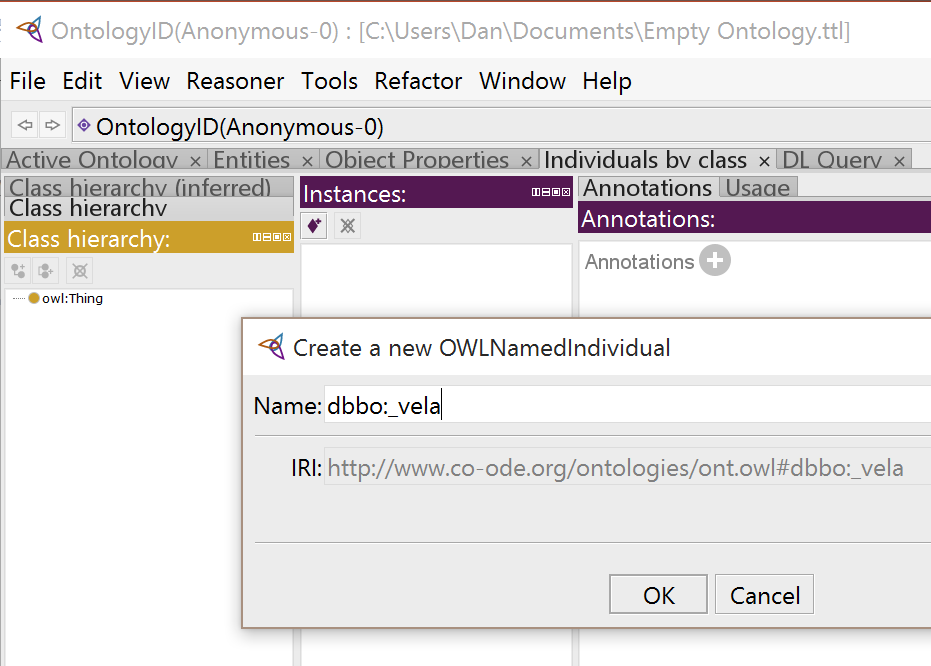 OntologyID(Anonymous-0) : [C:\Users\Dan\Documents\Empty Ontology.ttl]
File Edit View Reasoner Tools Refactor Window Help
OntologyID(Anonymous-0)
Active Ontology × Entities × Object Properties × Individuals by class × DL Query ×
Class hierarchy (inferred)
Class hierarchy
Class hierarchy:
owl:Thing
Instances:
Annotations Usage
Annotations:
Annotations
Create a new OWLNamedIndividual
Name: dbbo:_vela
IRI: http://www.co-ode.org/ontologies/ont.owl#dbbo:_vela
OK Cancel